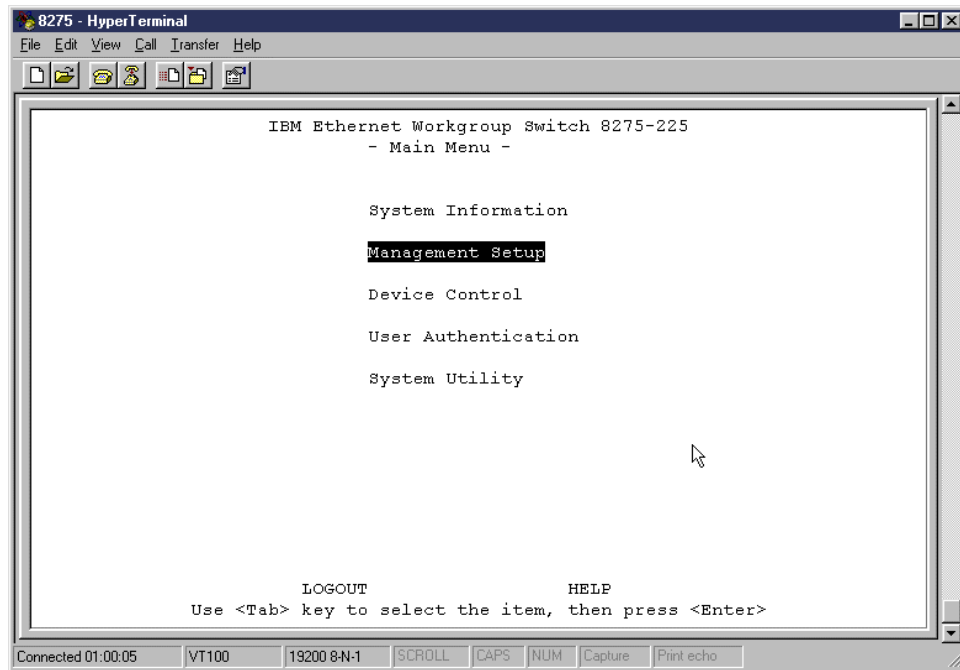 8275 - HyperTerminal
File Edit View Call Transfer Help
IBM Ethernet Workgroup Switch 8275-225
- Main Menu -
System Information
Management Setup
Device Control
User Authentication
System Utility
LOGOUT HELP
Use <Tab> key to select the item, then press <Enter>
Connected 01:00:05 VT100 19200 8-N-1 SCROLL CAPS NUM Capture Print echo